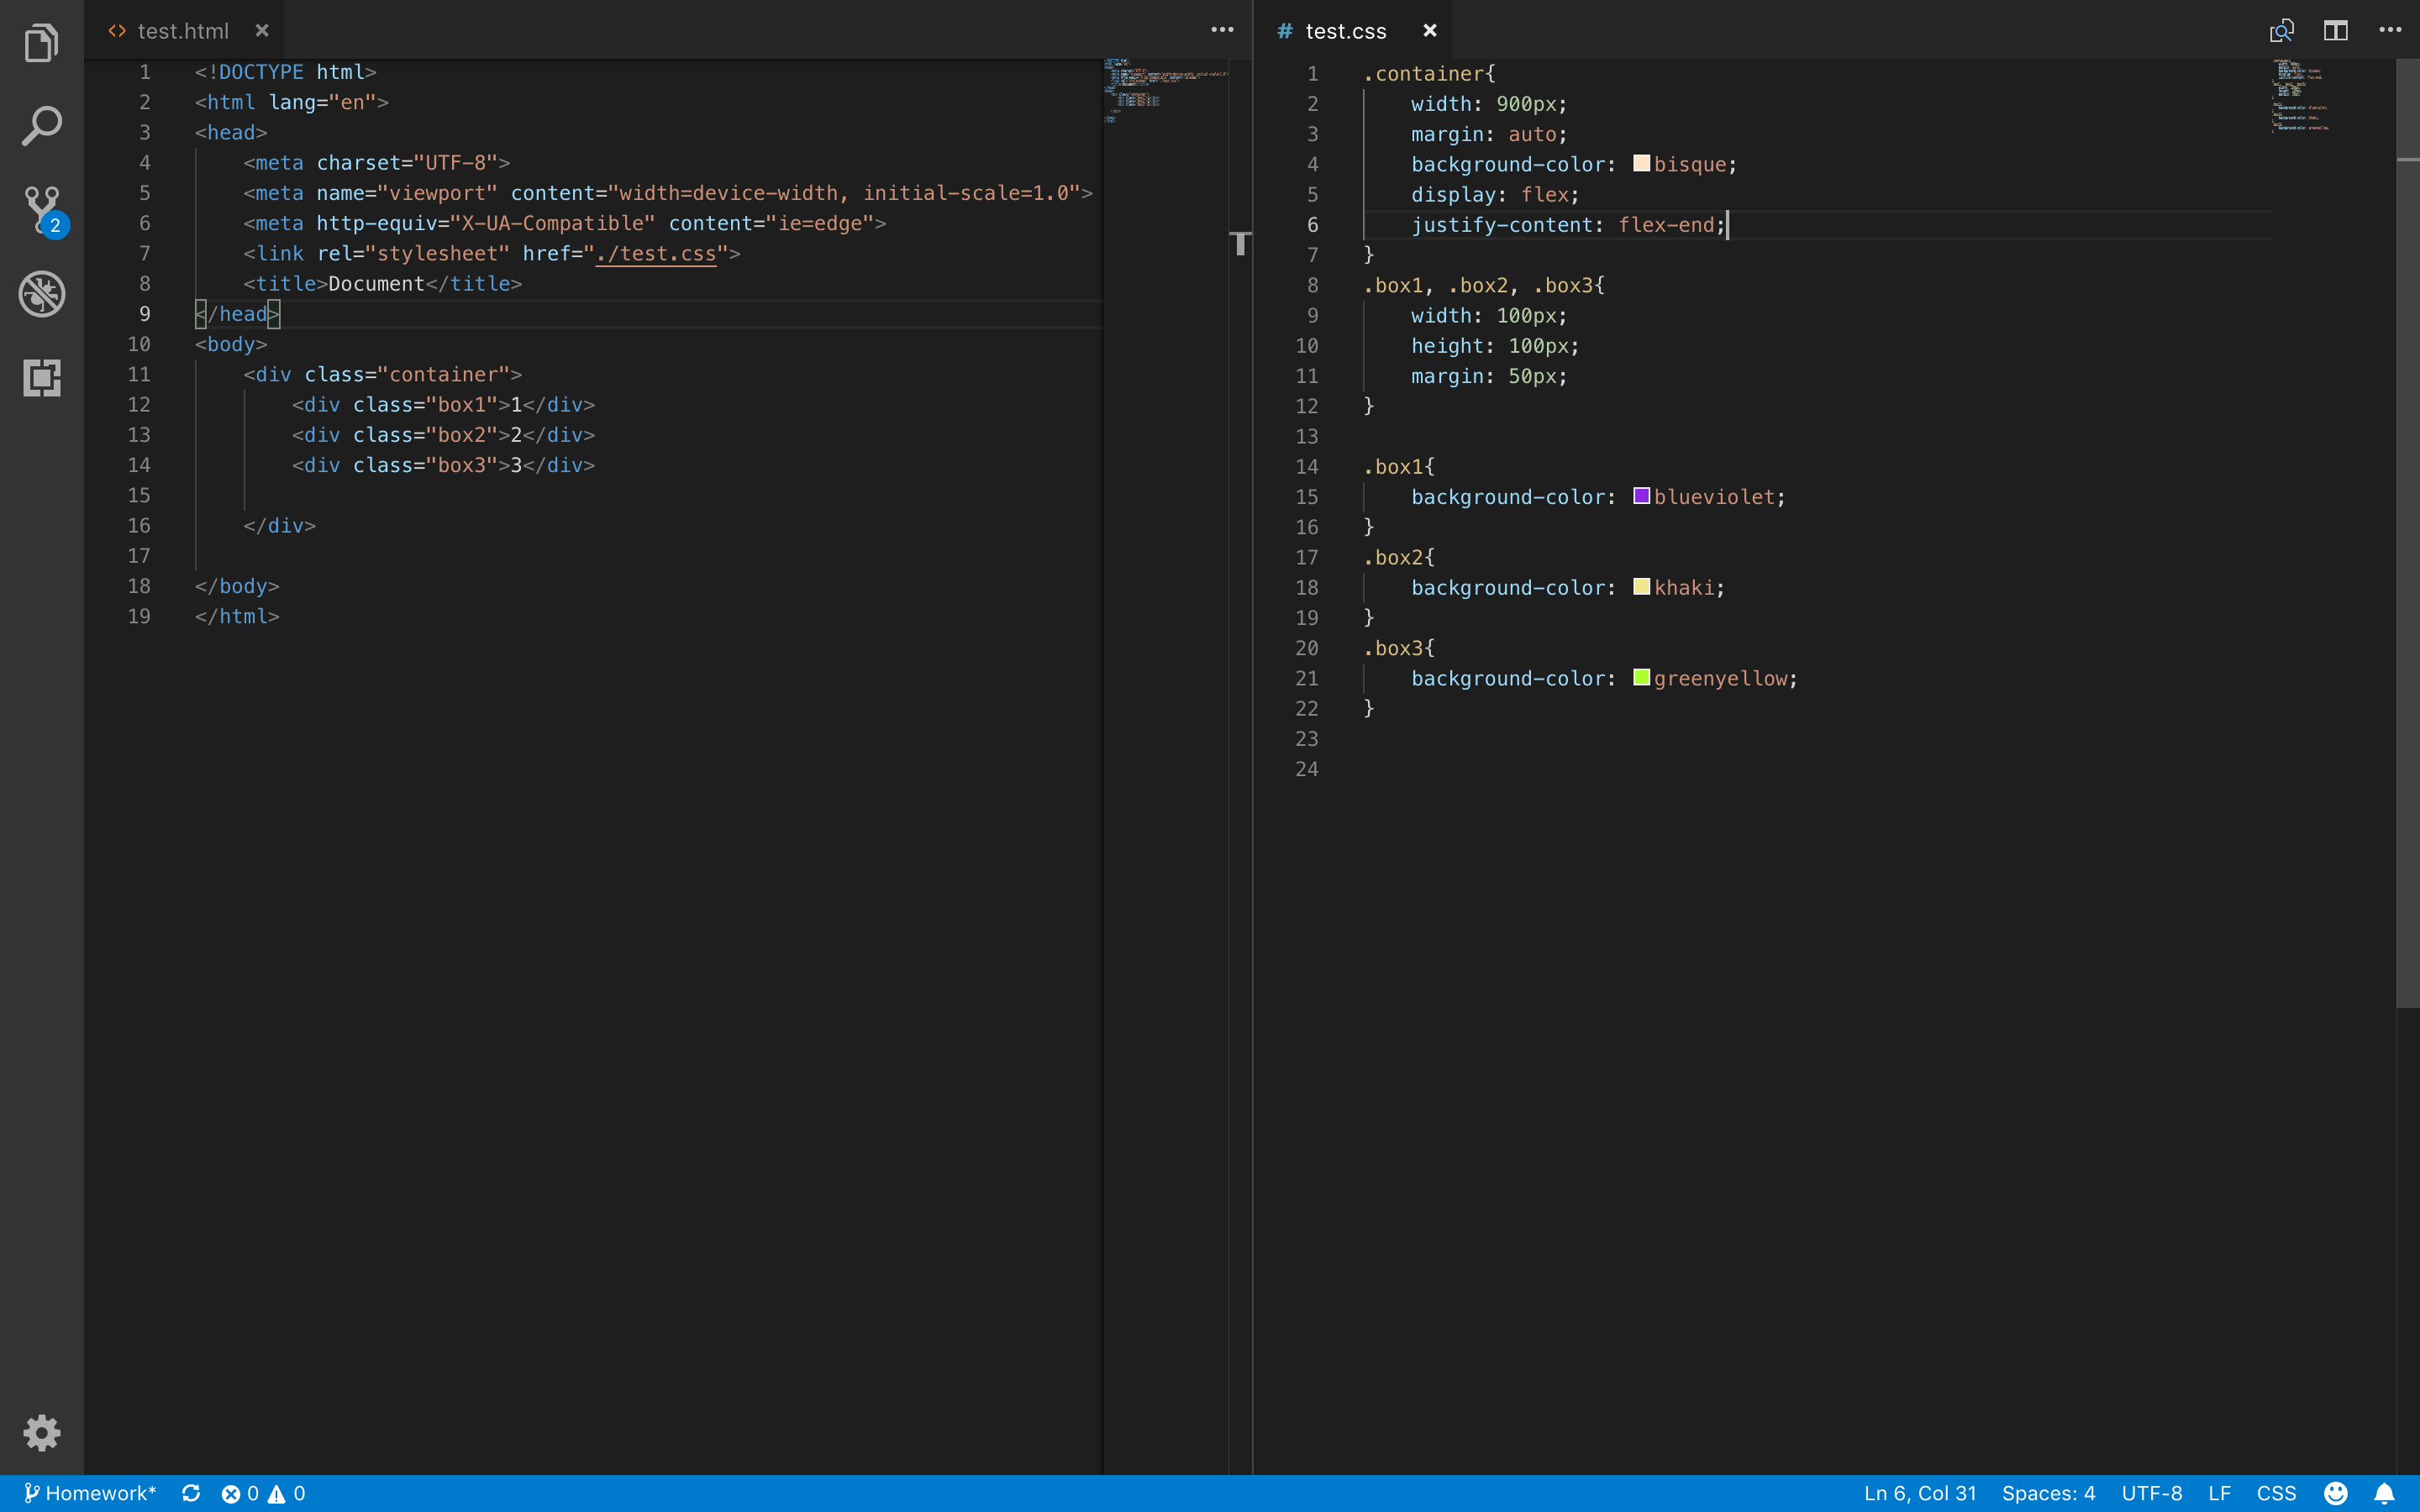 test.html
1 <!DOCTYPE html>
2 <html lang="en">
3 <head>
4     <meta charset="UTF-8">
5     <meta name="viewport" content="width=device-width, initial-scale=1.0">
6     <meta http-equiv="X-UA-Compatible" content="ie=edge">
7     <link rel="stylesheet" href="./test.css">
8     <title>Document</title>
9 </head>
10 <body>
11     <div class="container">
12         <div class="box1">1</div>
13         <div class="box2">2</div>
14         <div class="box3">3</div>
15
16     </div>
17
18 </body>
19 </html>
# test.css
1 .container{
2     width: 900px;
3     margin: auto;
4     background-color: bisque;
5     display: flex;
6     justify-content: flex-end;
7 }
8 .box1, .box2, .box3{
9     width: 100px;
10     height: 100px;
11     margin: 50px;
12 }
13
14 .box1{
15     background-color: blueviolet;
16 }
17 .box2{
18     background-color: khaki;
19 }
20 .box3{
21     background-color: greenyellow;
22 }
23
24
2
Homework* 0 0 Ln 6, Col 31 Spaces: 4 UTF-8 LF CSS